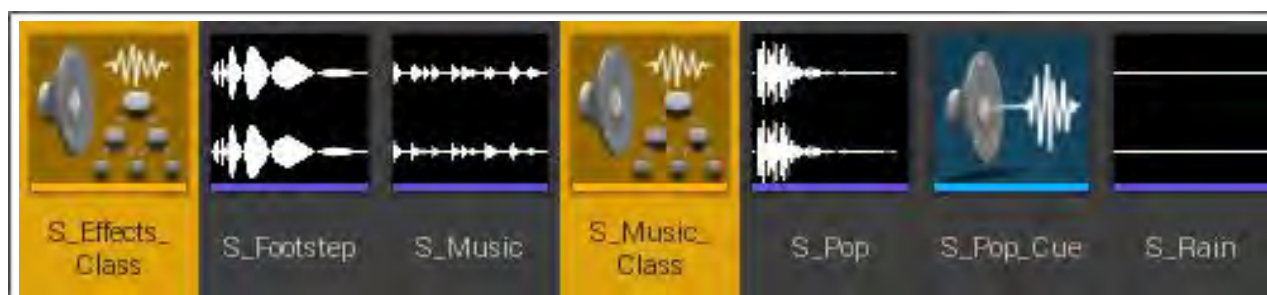 S_Effects_
Class
S_Footstep
S_Music
S_Music_
Class
S_Pop
S_Pop_Cue
S_Rain